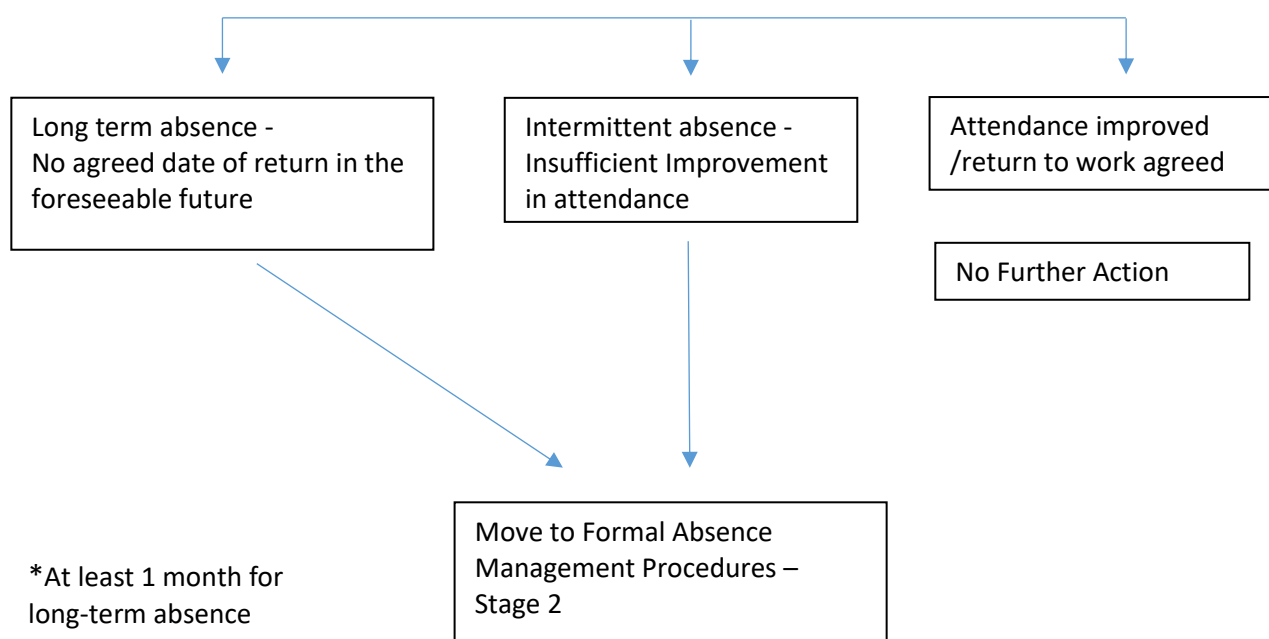 Long term absence -
No agreed date of return in the
foreseeable future
Intermittent absence -
Insufficient Improvement
in attendance
Attendance improved
/return to work agreed
No Further Action
Move to Formal Absence
Management Procedures –
Stage 2
*At least 1 month for
long-term absence